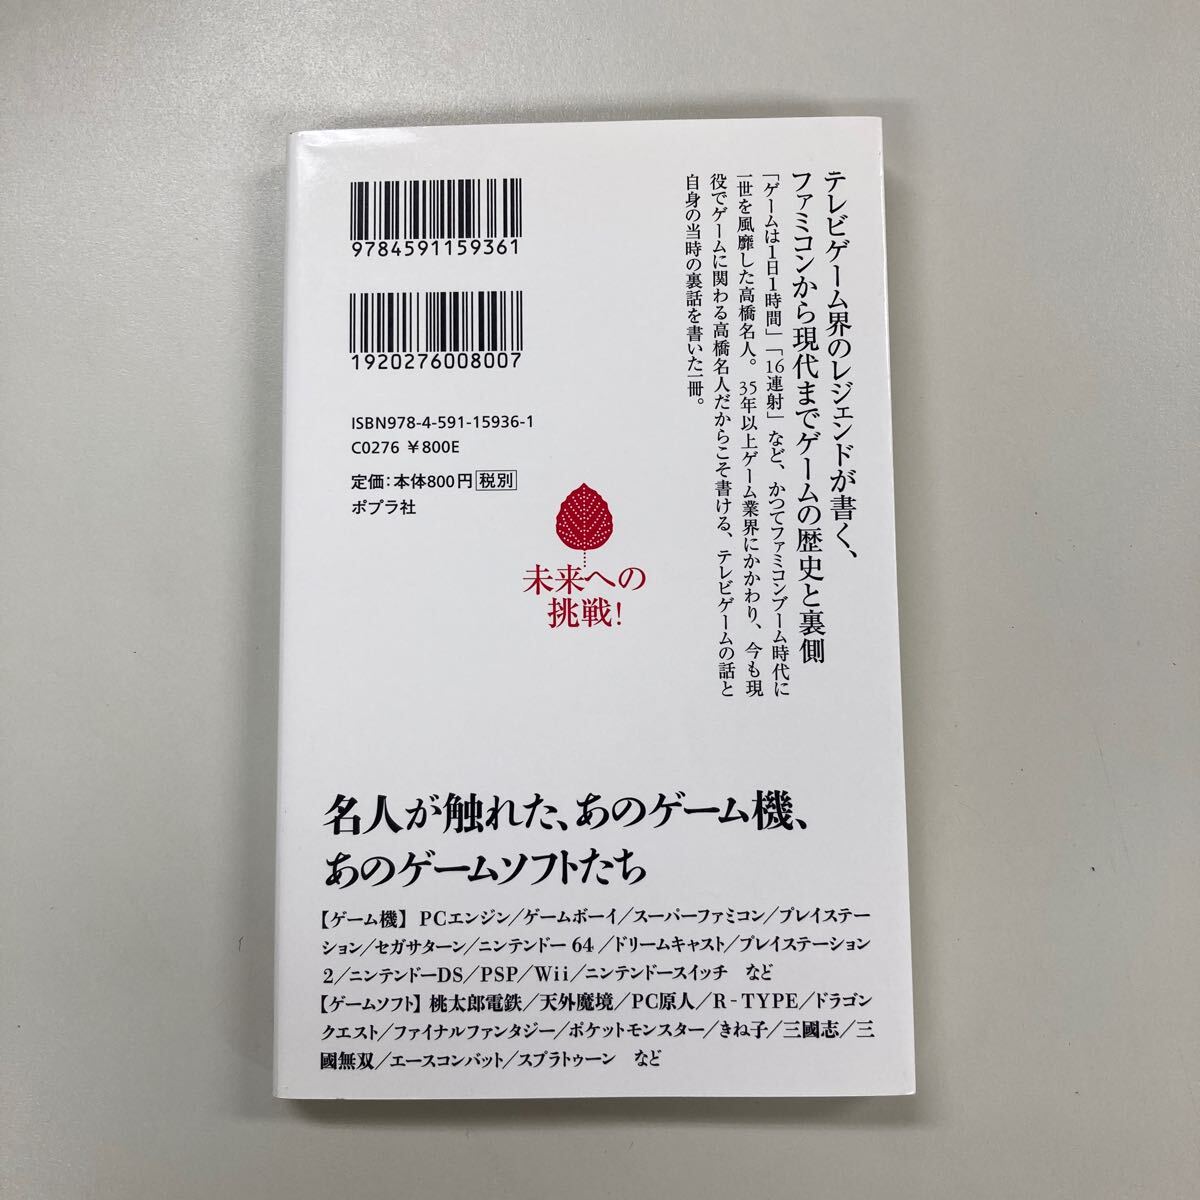 テレビゲーム界のレジェンドが書く、
ファミコンから現代までゲームの歴史と裏側
「ゲームは1日1時間」「16連射」など、かつてファミコンブーム時代に
一世を風靡した高橋名人。35年以上ゲーム業界にかかわり、今も現
役でゲームに関わる高橋名人だからこそ書ける、テレビゲームの話と
自身の当時の裏話を書いた一冊。
9784591159361
1920276008007
ISBN978-4-591-15936-1
C0276 ￥800E
定価:本体800円 税別
ポプラ社
未来への
挑戦!
名人が触れた、あのゲーム機、
あのゲームソフトたち
【ゲーム機】 PCエンジン/ゲームボーイ/スーパーファミコン/プレイステー
ション/セガサターン/ニンテンドー64/ドリームキャスト/プレイステーション
2/ニンテンドーDS/PSP/Wii/ニンテンドースイッチ など
【ゲームソフト】 桃太郎電鉄/天外魔境/PC原人/R-TYPE/ドラゴン
クエスト/ファイナルファンタジー/ポケットモンスター/きね子/三國志/三
國無双/エースコンバット/スプラトゥーン など